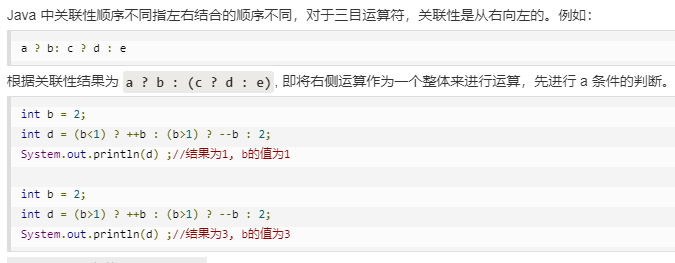 Java 中关联性顺序不同指左右结合的顺序不同，对于三目运算符，关联性是从右向左的。例如：
a ? b: c ? d : e
根据关联性结果为 a ? b : (c ? d : e)，即将右侧运算作为一个整体来进行运算，先进行 a 条件的判断。
int b = 2;
int d = (b<1) ? ++b : (b>1) ? --b : 2;
System.out.println(d) ;//结果为1, b的值为1
int b = 2;
int d = (b>1) ? ++b : (b>1) ? --b : 2;
System.out.println(d) ;//结果为3, b的值为3